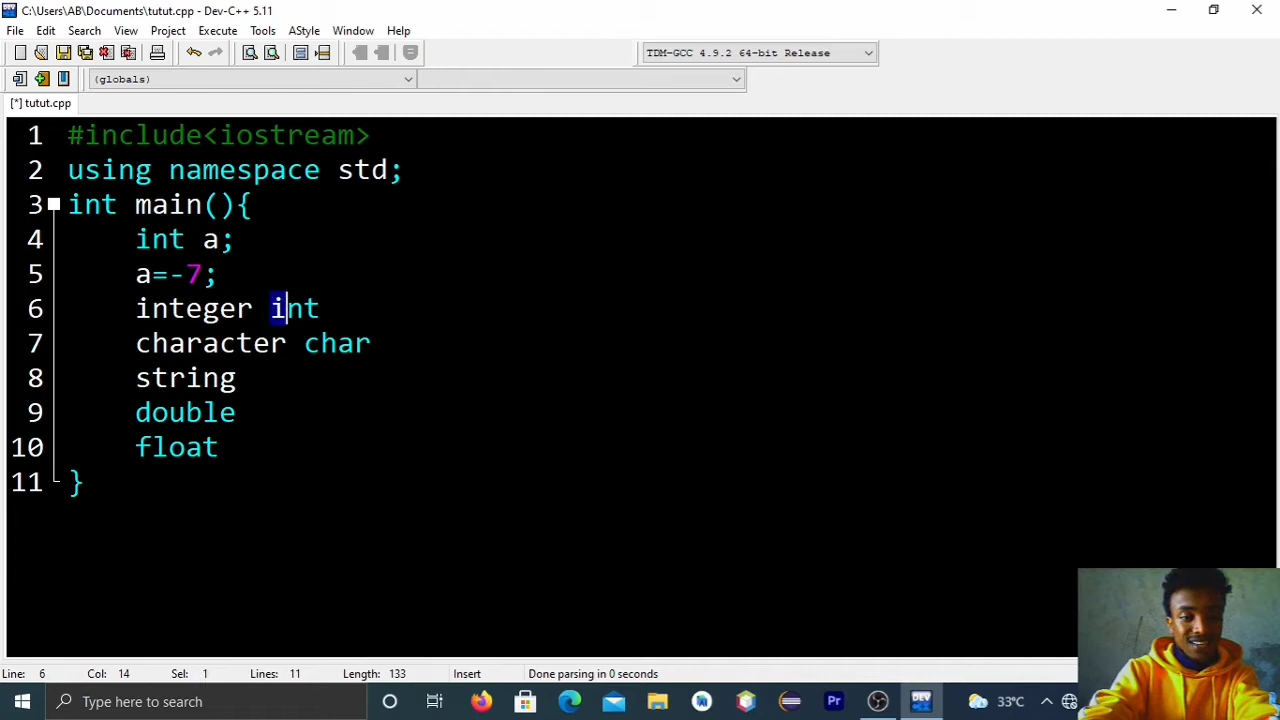 C:\Users\AB\Documents\tutut.cpp - Dev-C++ 5.11
File Edit Search View Project Execute Tools AStyle Window Help
TDM-GCC 4.9.2 64-bit Release
(globals)
[*] tutut.cpp
1 #include<iostream>
2 using namespace std;
3 int main(){
4 int a;
5 a=-7;
6 integer int
7 character char
8 string
9 double
10 float
11 }
Line: 6 Col: 14 Sel: 1 Lines: 11 Length: 133 Insert Done parsing in 0 seconds
Type here to search Pr DEV 33°C